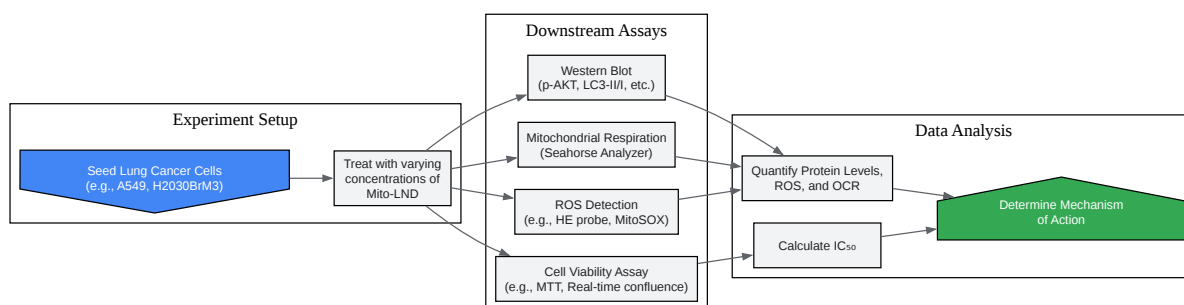 Experiment Setup
Seed Lung Cancer Cells
(e.g., A549, H2030BrM3)
Treat with varying
concentrations of
Mito-LND
Downstream Assays
Western Blot
(p-AKT, LC3-II/I, etc.)
Mitochondrial Respiration
(Seahorse Analyzer)
ROS Detection
(e.g., HE probe, MitoSOX)
Cell Viability Assay
(e.g., MTT, Real-time confluence)
Data Analysis
Quantify Protein Levels,
ROS, and OCR
Calculate IC₅₀
Determine Mechanism
of Action